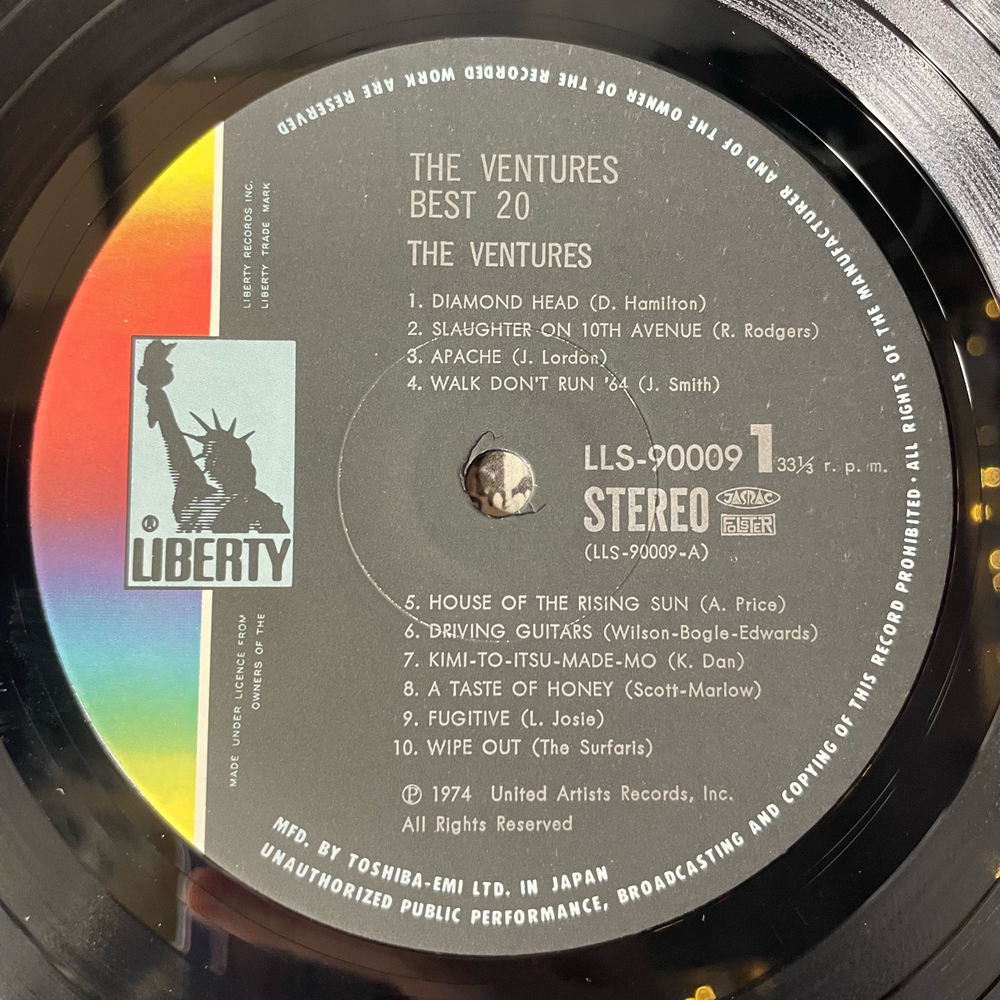 THE VENTURES
BEST 20
THE VENTURES
1. DIAMOND HEAD (D. Hamilton)
2. SLAUGHTER ON 10TH AVENUE (R. Rodgers)
3. APACHE (J. Lordon)
4. WALK DON'T RUN '64 (J. Smith)
LLS-90009 1 33⅓ r. p. m.
STEREO JASRAC
FOLSTER
(LLS-90009-A)
5. HOUSE OF THE RISING SUN (A. Price)
6. DRIVING GUITARS (Wilson-Bogle-Edwards)
7. KIMI-TO-ITSU-MADE-MO (K. Dan)
8. A TASTE OF HONEY (Scott-Marlow)
9. FUGITIVE (L. Josie)
10. WIPE OUT (The Surfaris)
Ⓟ 1974 United Artists Records, Inc.
All Rights Reserved
LIBERTY RECORDS INC.
LIBERTY TRADE MARK
®
LIBERTY
MADE UNDER LICENCE FROM
OWNERS OF THE
MFD. BY TOSHIBA-EMI LTD. IN JAPAN
UNAUTHORIZED PUBLIC PERFORMANCE, BROADCASTING AND COPYING OF THIS RECORD PROHIBITED · ALL RIGHTS OF THE MANUFACTURER AND OF THE OWNER OF THE RECORDED WORK ARE RESERVED